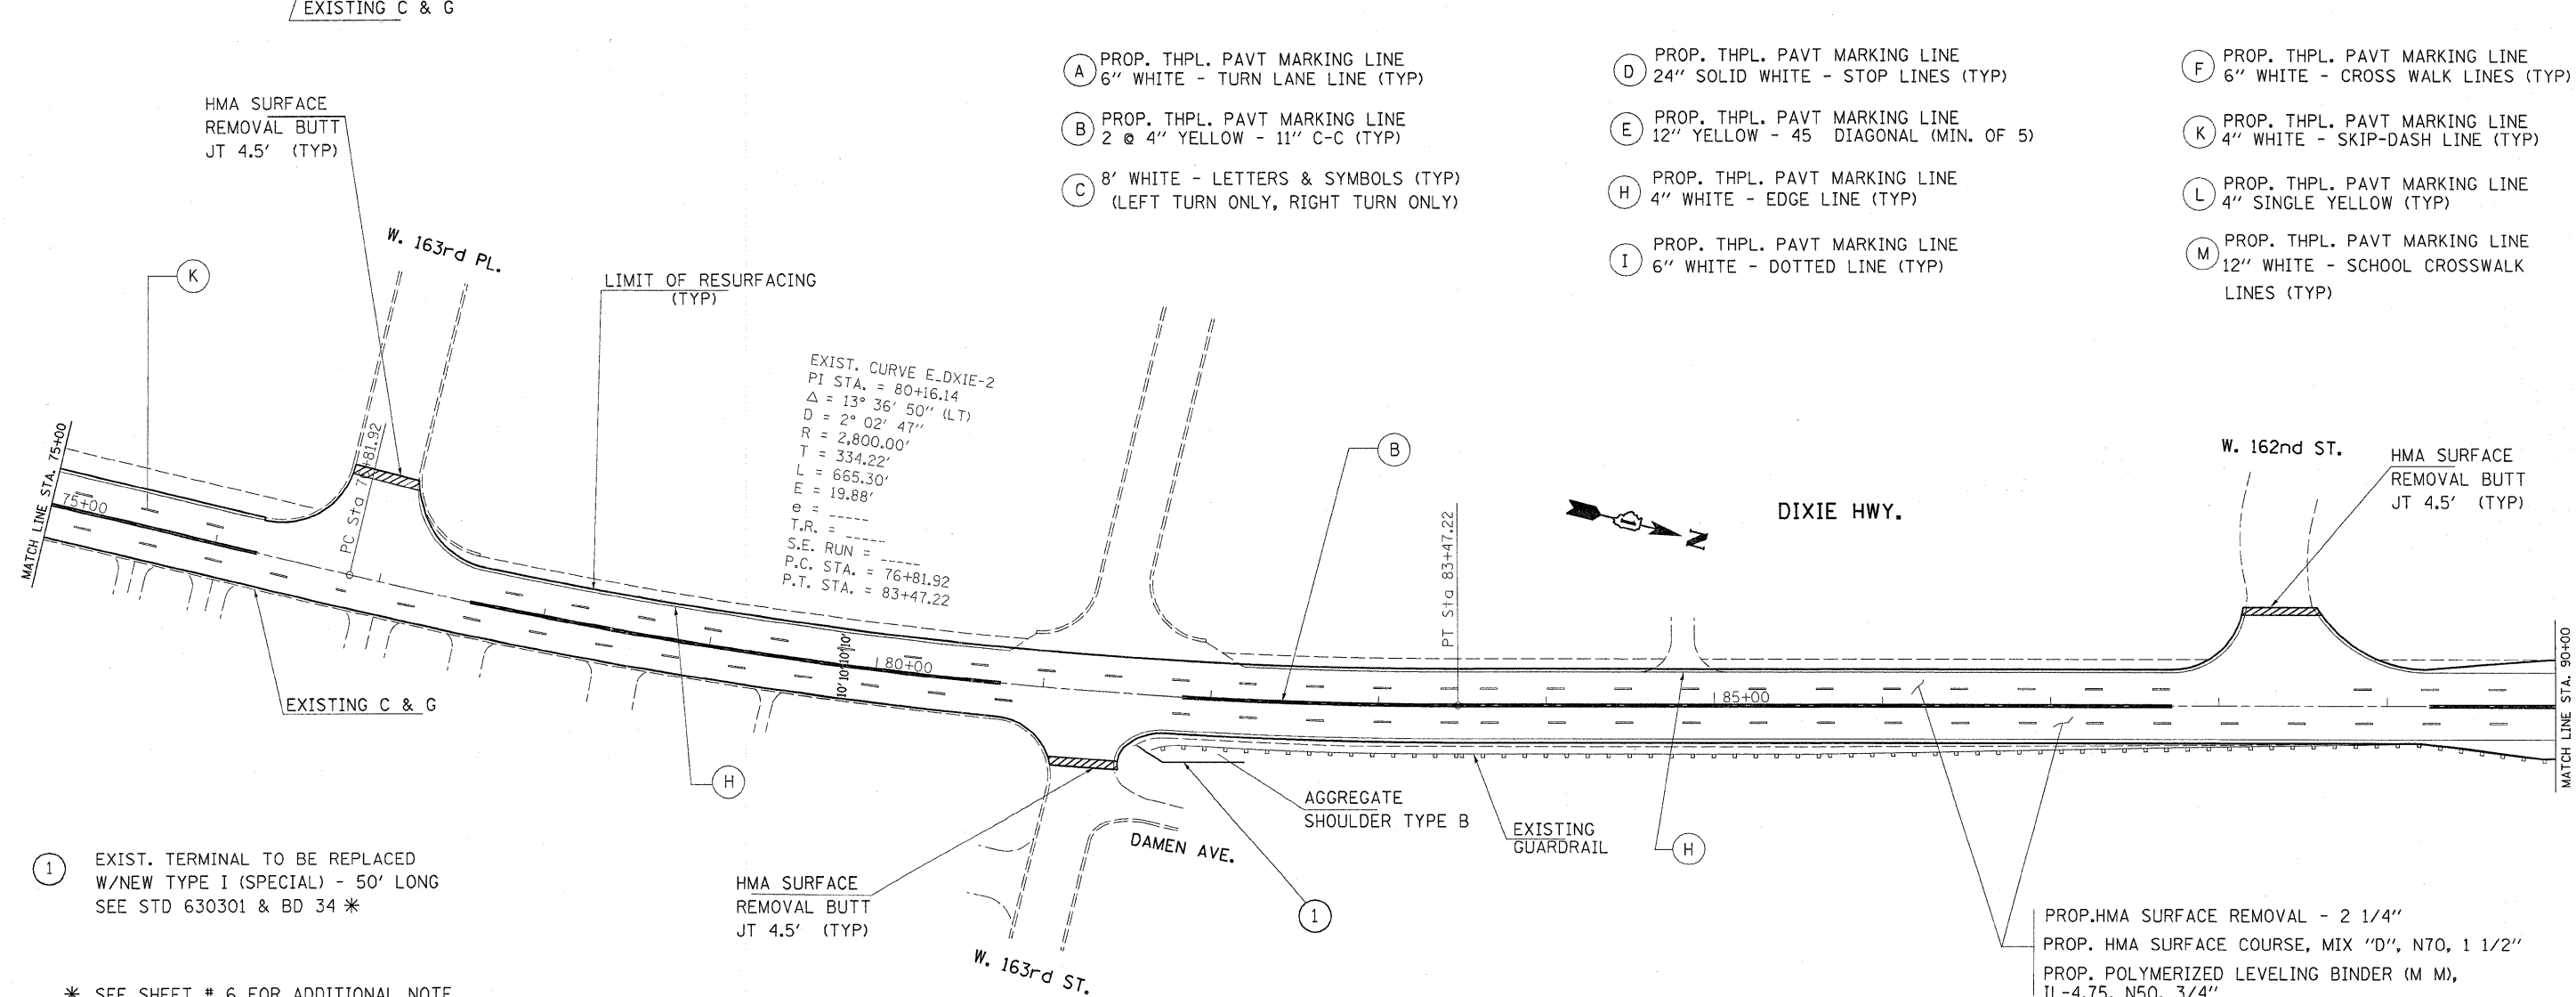 EXISTING C & G
A PROP. THPL. PAVT MARKING LINE
6" WHITE - TURN LANE LINE (TYP)
B PROP. THPL. PAVT MARKING LINE
2 @ 4" YELLOW - 11" C-C (TYP)
C 8' WHITE - LETTERS & SYMBOLS (TYP)
(LEFT TURN ONLY, RIGHT TURN ONLY)
D PROP. THPL. PAVT MARKING LINE
24" SOLID WHITE - STOP LINES (TYP)
E PROP. THPL. PAVT MARKING LINE
12" YELLOW - 45 DIAGONAL (MIN. OF 5)
H PROP. THPL. PAVT MARKING LINE
4" WHITE - EDGE LINE (TYP)
I PROP. THPL. PAVT MARKING LINE
6" WHITE - DOTTED LINE (TYP)
F PROP. THPL. PAVT MARKING LINE
6" WHITE - CROSS WALK LINES (TYP)
K PROP. THPL. PAVT MARKING LINE
4" WHITE - SKIP-DASH LINE (TYP)
L PROP. THPL. PAVT MARKING LINE
4" SINGLE YELLOW (TYP)
M PROP. THPL. PAVT MARKING LINE
12" WHITE - SCHOOL CROSSWALK
LINES (TYP)
HMA SURFACE
REMOVAL BUTT
JT 4.5' (TYP)
K
W. 163rd PL.
LIMIT OF RESURFACING
(TYP)
EXIST. CURVE E_DXIE-2
PI STA. = 80+16.14
Δ = 13° 36' 50" (LT)
D = 2° 02' 47"
R = 2,800.00'
T = 334.22'
L = 665.30'
E = 19.88'
e = -----
T.R. = -----
S.E. RUN = -----
P.C. STA. = 76+81.92
P.T. STA. = 83+47.22
B
N
DIXIE HWY.
W. 162nd ST.
HMA SURFACE
REMOVAL BUTT
JT 4.5' (TYP)
MATCH LINE STA. 75+00
75+00
PC Sta 7 +81.92
10' 10' 10' 10'
80+00
PT Sta 83+47.22
85+00
MATCH LINE STA. 90+00
EXISTING C & G
H
AGGREGATE
SHOULDER TYPE B
EXISTING
GUARDRAIL
H
DAMEN AVE.
1 EXIST. TERMINAL TO BE REPLACED
W/NEW TYPE I (SPECIAL) - 50' LONG
SEE STD 630301 & BD 34 *
HMA SURFACE
REMOVAL BUTT
JT 4.5' (TYP)
1
W. 163rd ST.
PROP.HMA SURFACE REMOVAL - 2 1/4"
PROP. HMA SURFACE COURSE, MIX "D", N70, 1 1/2"
PROP. POLYMERIZED LEVELING BINDER (M M),
IL-4.75, N50, 3/4"
* SEE SHEET # 6 FOR ADDITIONAL NOTE